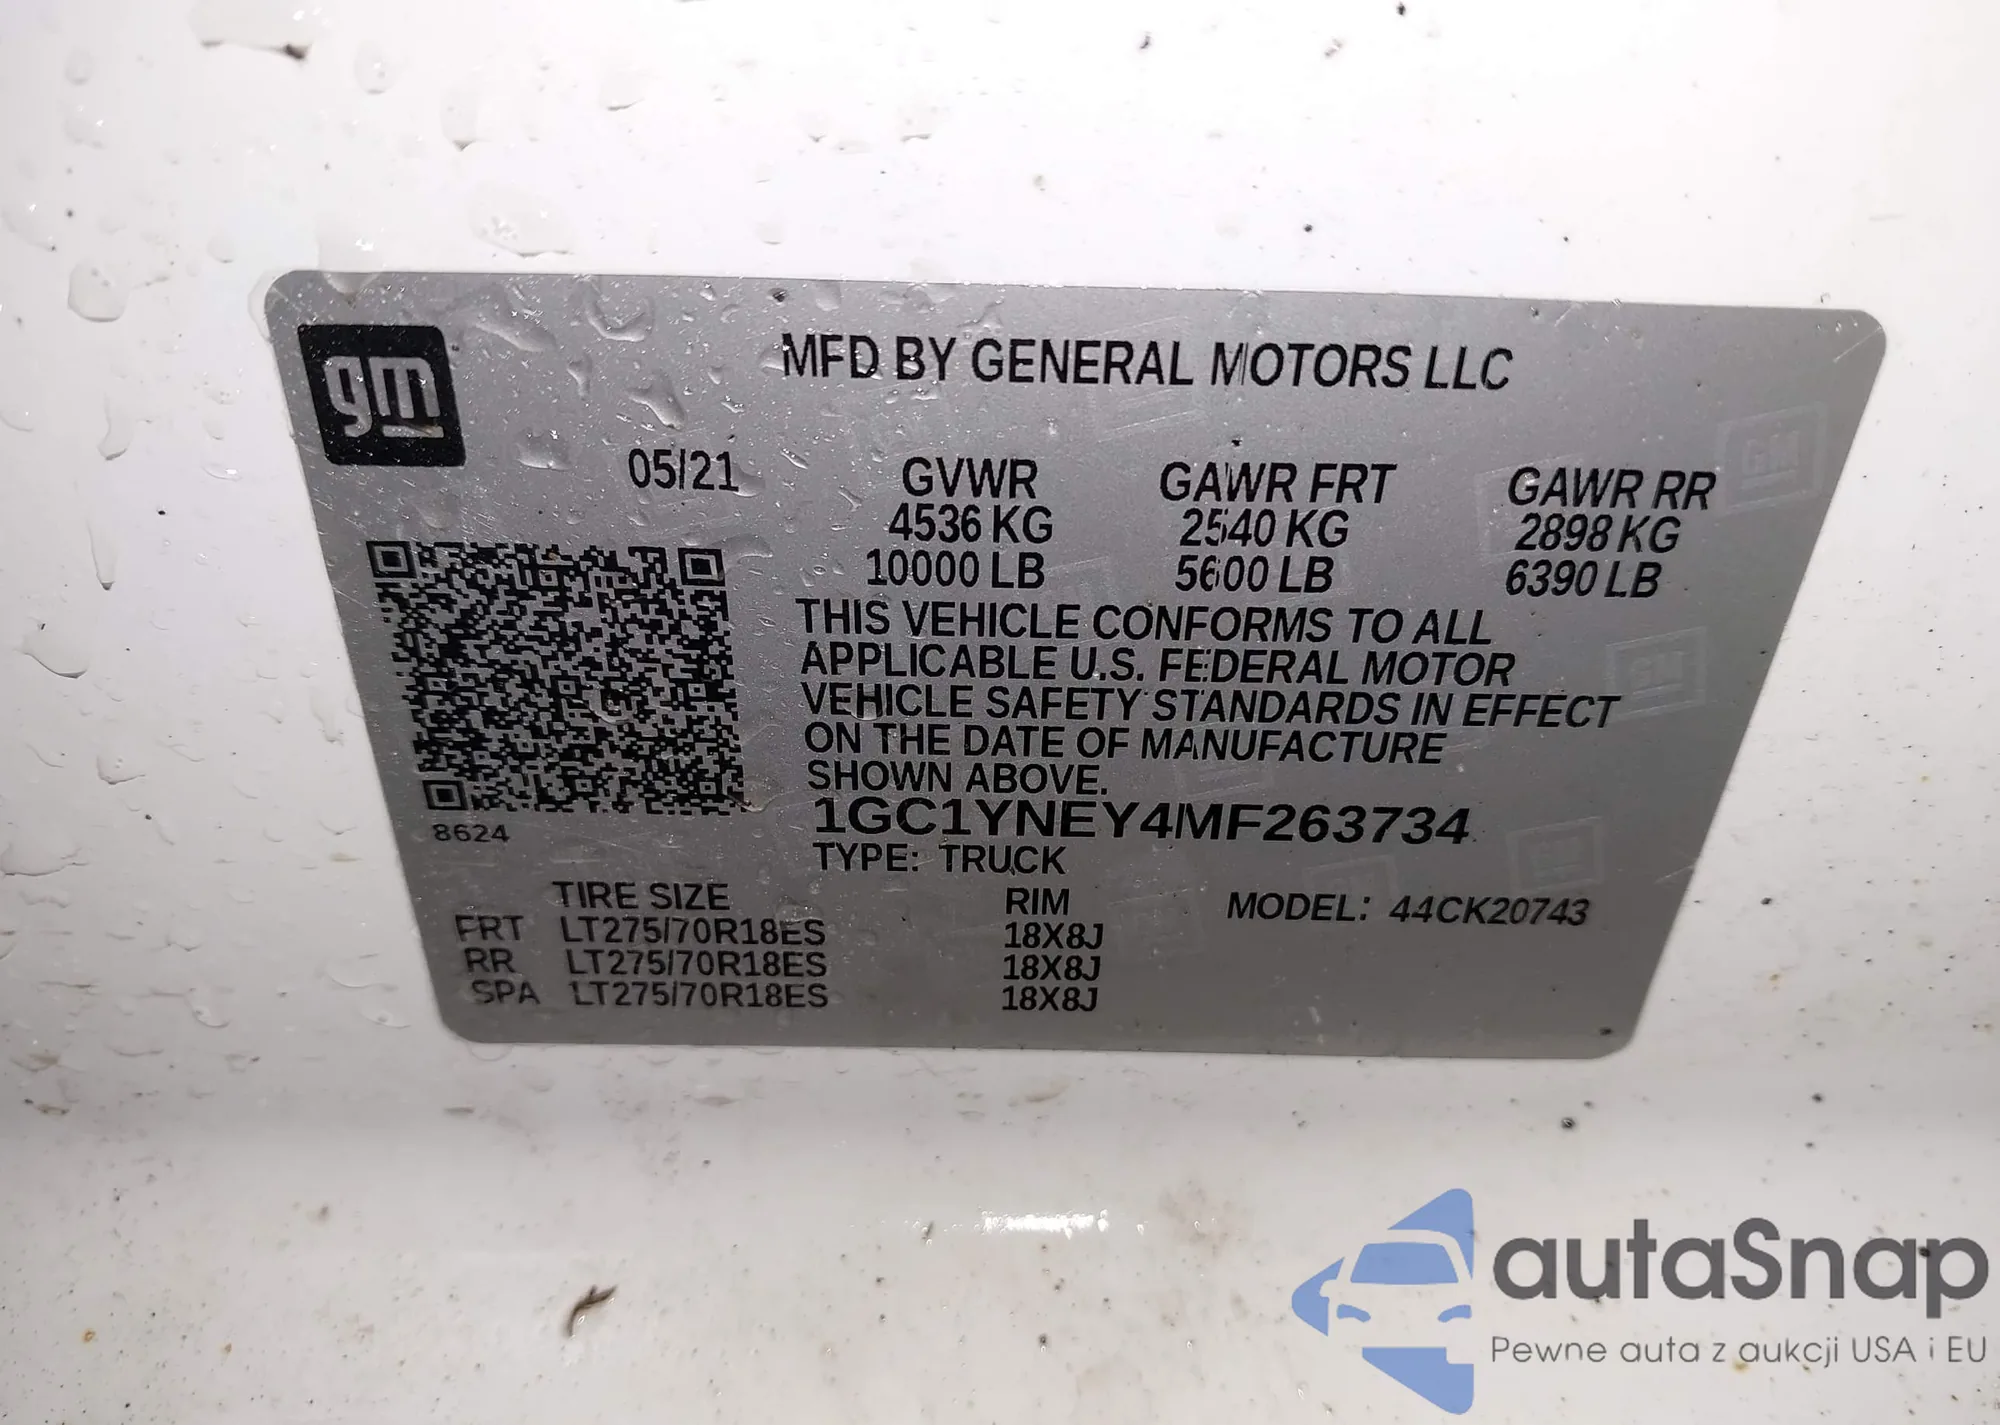 gm
MFD BY GENERAL MOTORS LLC
05/21 GVWR GAWR FRT GAWR RR
4536 KG 2540 KG 2898 KG
10000 LB 5600 LB 6390 LB
THIS VEHICLE CONFORMS TO ALL
APPLICABLE U.S. FEDERAL MOTOR
VEHICLE SAFETY STANDARDS IN EFFECT
ON THE DATE OF MANUFACTURE
SHOWN ABOVE.
1GC1YNEY4MF263734
8624
TYPE: TRUCK
TIRE SIZE RIM MODEL: 44CK20743
FRT LT275/70R18ES 18X8J
RR LT275/70R18ES 18X8J
SPA LT275/70R18ES 18X8J
autaSnap
Pewne auta z aukcji USA i EU